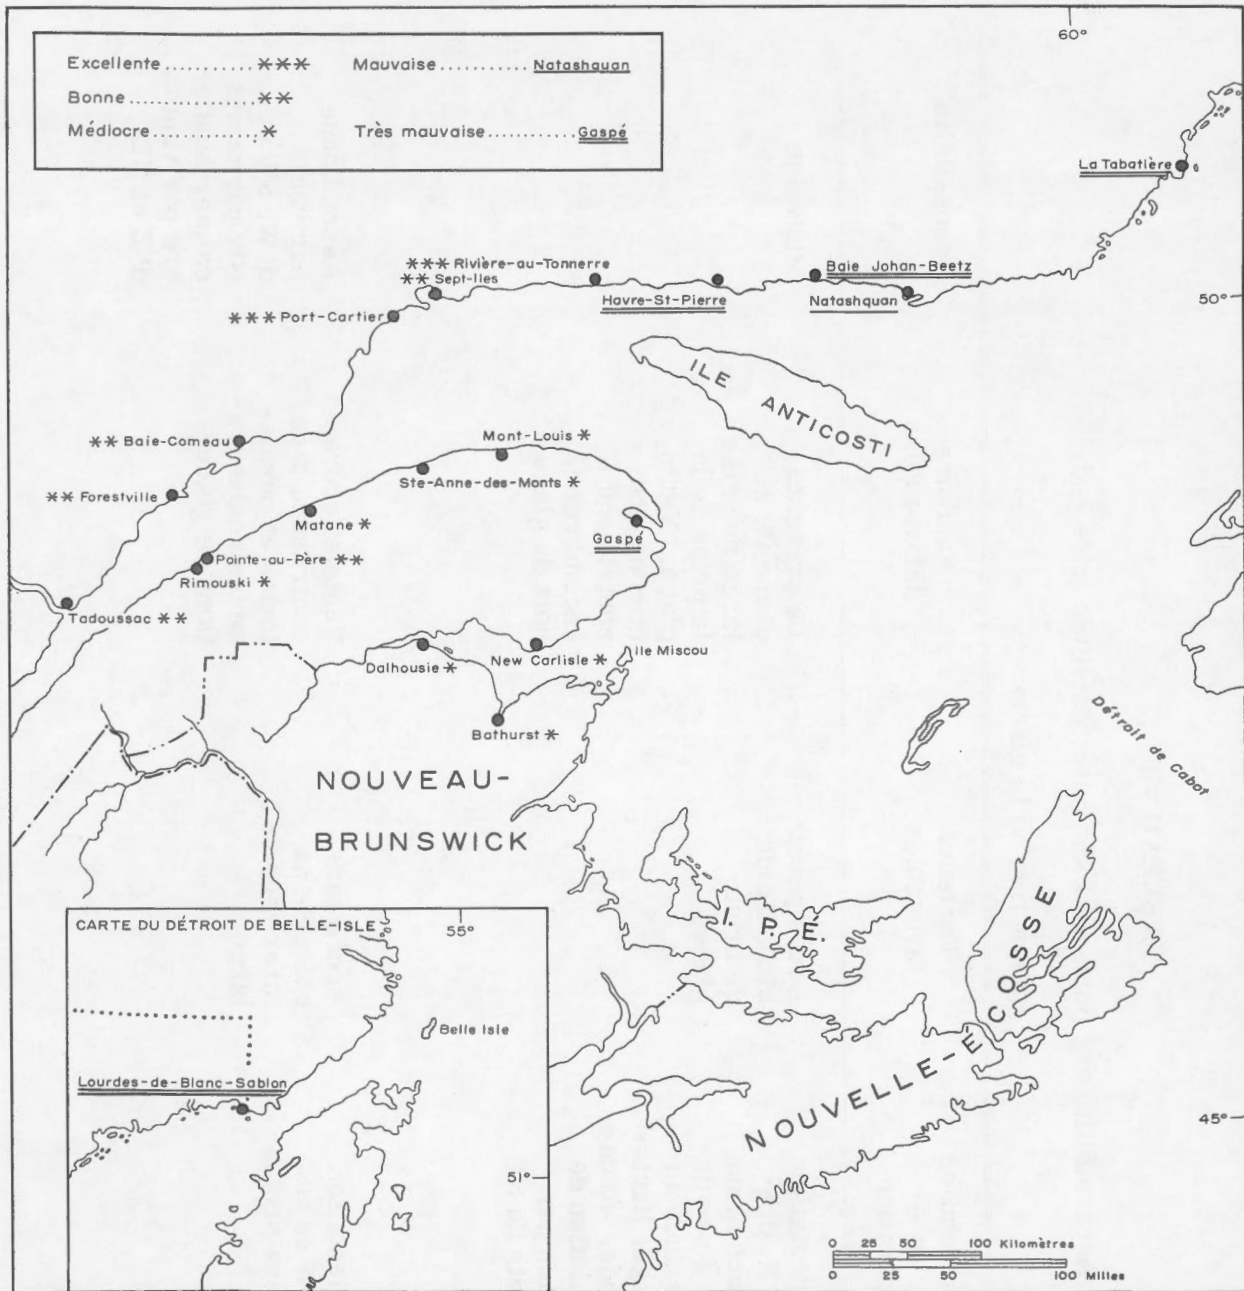 60°
Excellente .......... ***
Mauvaise .......... Natashquan
Bonne .............. **
Médiocre ........... *
Très mauvaise .......... Gaspé
La Tabatière
*** Rivière-au-Tonnerre
** Sept-Iles
Baie Johan-Beetz
Havre-St-Pierre
Natashquan
50°
*** Port-Cartier
ILE ANTICOSTI
** Baie-Comeau
Mont-Louis *
Ste-Anne-des-Monts *
** Forestville
Matane *
Gaspé
Pointe-au-Père **
Rimouski *
Tadoussac **
Dalhousie *
New Carlisle *
Ile Miscou
Bathurst *
Détroit de Cabot
NOUVEAU-
BRUNSWICK
I. P. É.
NOUVELLE-ÉCOSSE
CARTE DU DÉTROIT DE BELLE-ISLE
55°
Belle Isle
Lourdes-de-Blanc-Sablon
51°
45°
0 25 50 100 Kilomètres
0 25 50 100 Milles